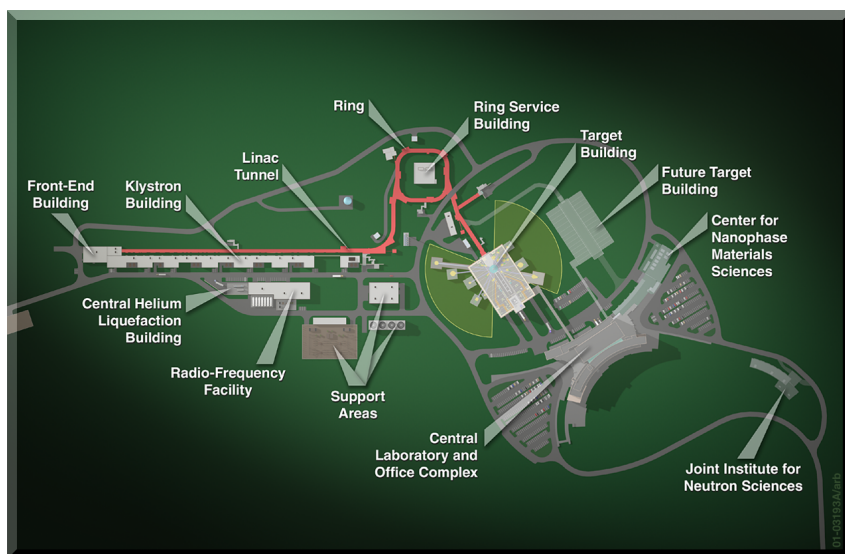 Ring
Ring Service
Building
Target
Building
Linac
Tunnel
Future Target
Building
Front-End
Building
Klystron
Building
Center for
Nanophase
Materials
Sciences
Central Helium
Liquefaction
Building
Radio-Frequency
Facility
Support
Areas
Central
Laboratory and
Office Complex
Joint Institute for
Neutron Sciences
01-03193A/arb